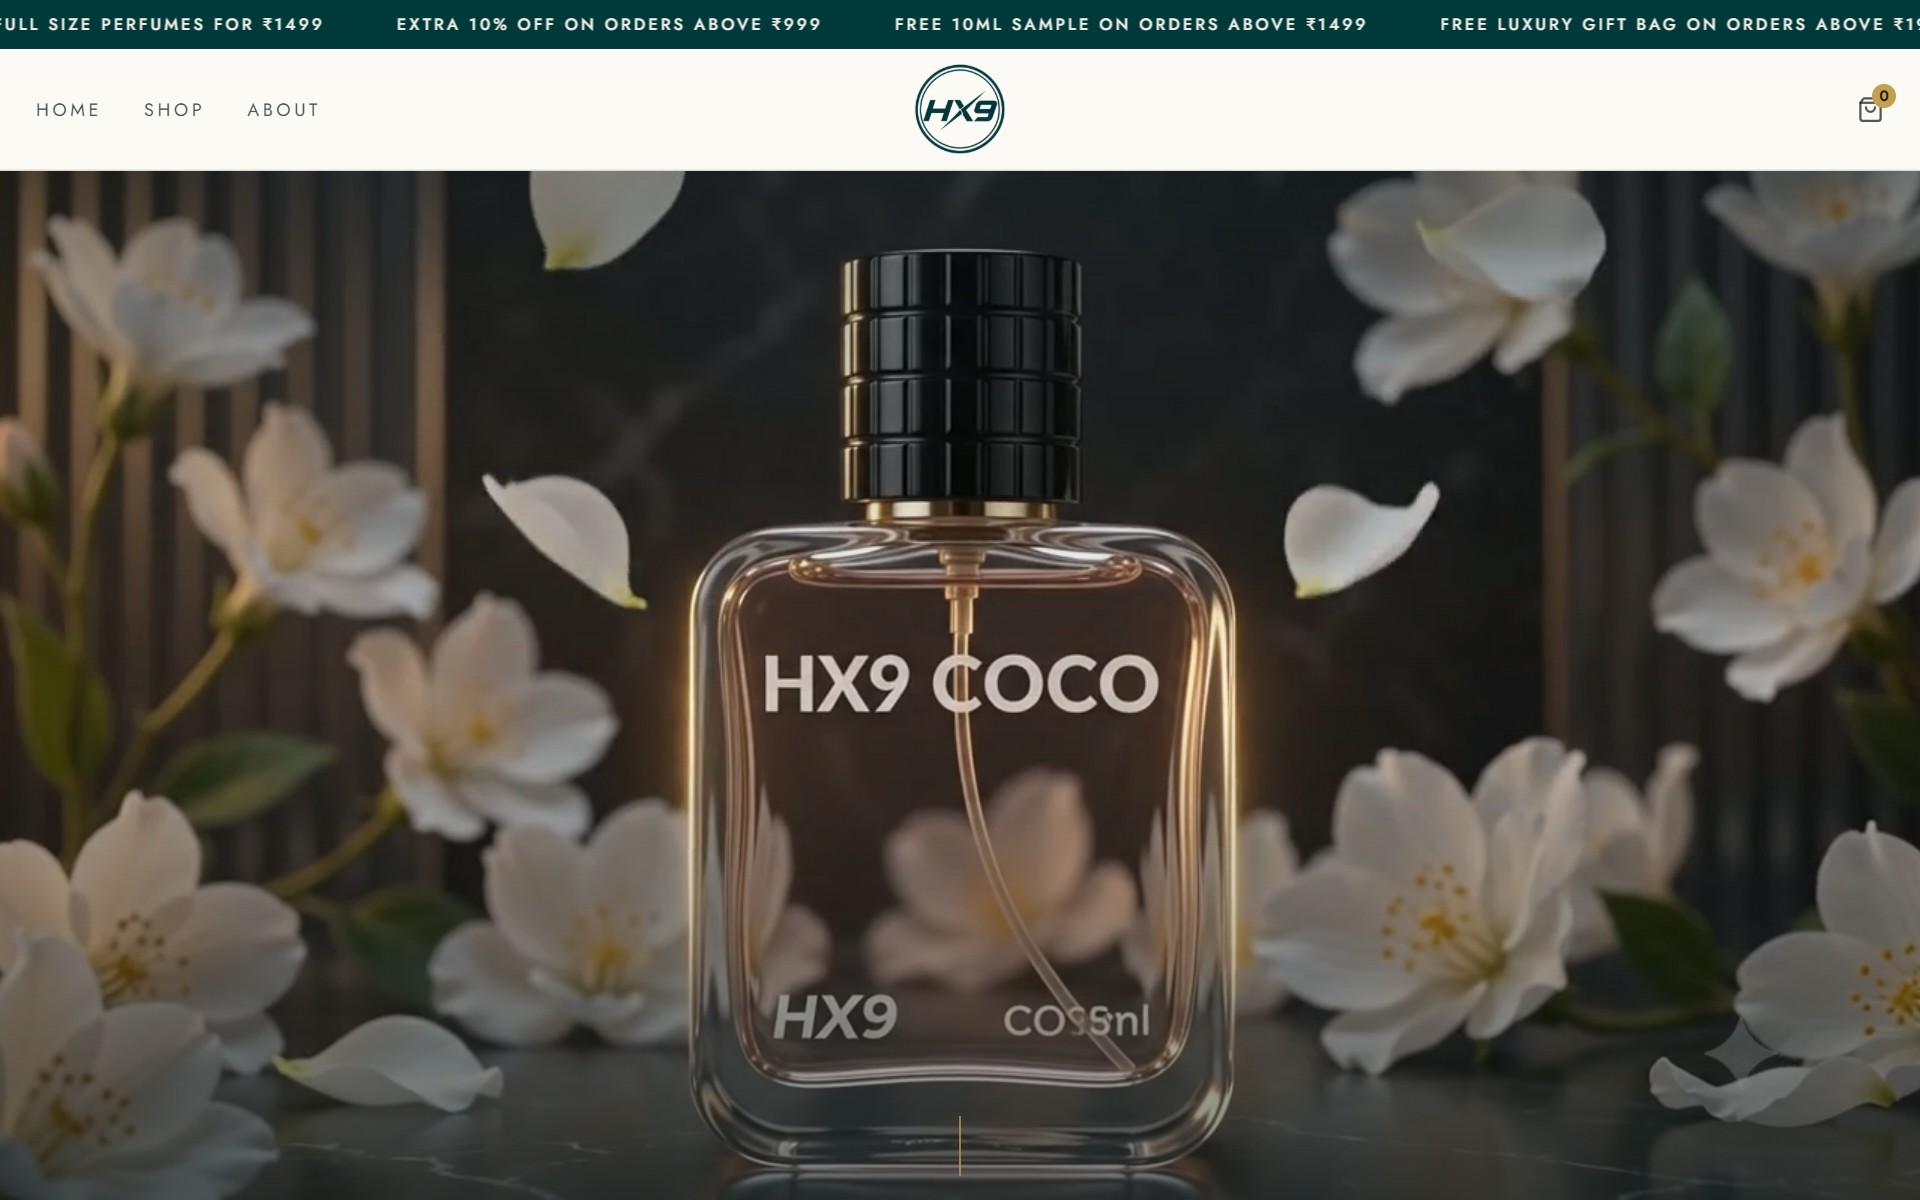 FULL SIZE PERFUMES FOR ₹1499 EXTRA 10% OFF ON ORDERS ABOVE ₹999 FREE 10ML SAMPLE ON ORDERS ABOVE ₹1499 FREE LUXURY GIFT BAG ON ORDERS ABOVE
HOME SHOP ABOUT
HX9
0
HX9 COCO
HX9